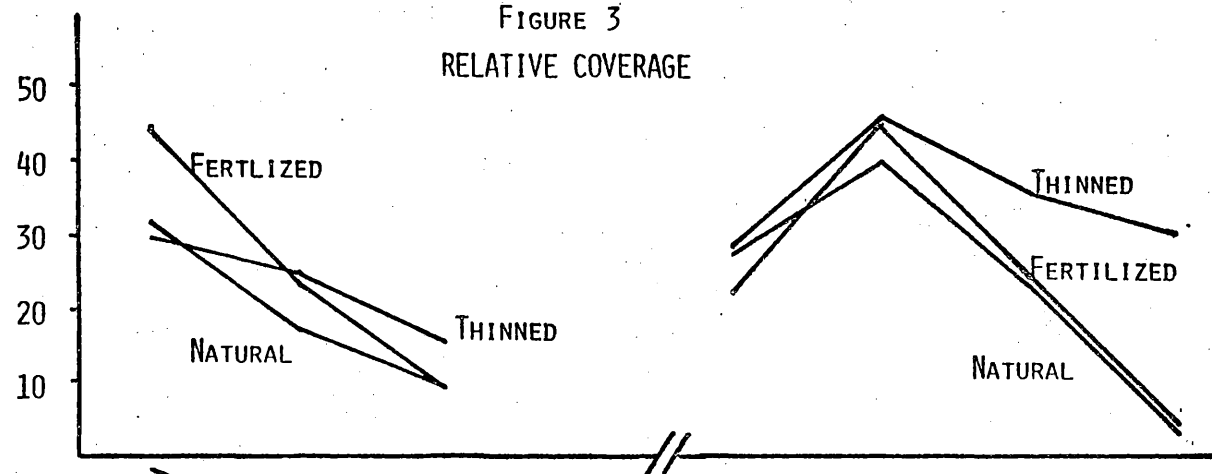 FIGURE 3
RELATIVE COVERAGE
50
40
30
20
10
FERTLIZED
NATURAL
THINNED
THINNED
FERTILIZED
NATURAL